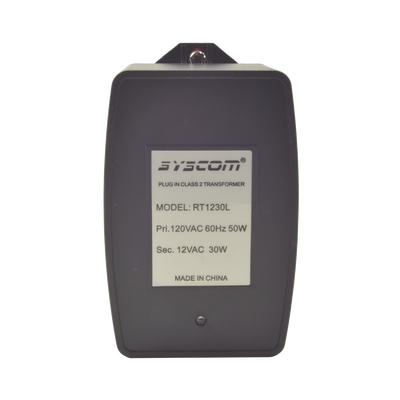 SYSCOM
PLUG IN CLASS 2 TRANSFORMER
MODEL: RT1230L
Pri.120VAC 60Hz 50W
Sec. 12VAC 30W
MADE IN CHINA